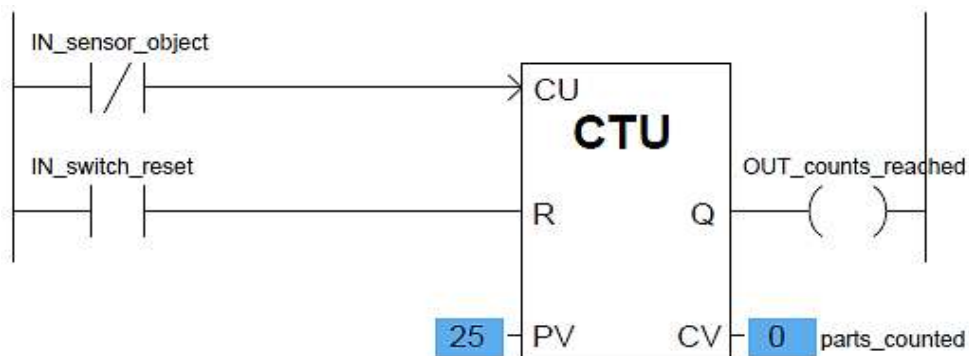 IN_sensor_object
CU
CTU
IN_switch_reset
OUT_counts_reached
R
Q
25
PV
CV
0
parts_counted